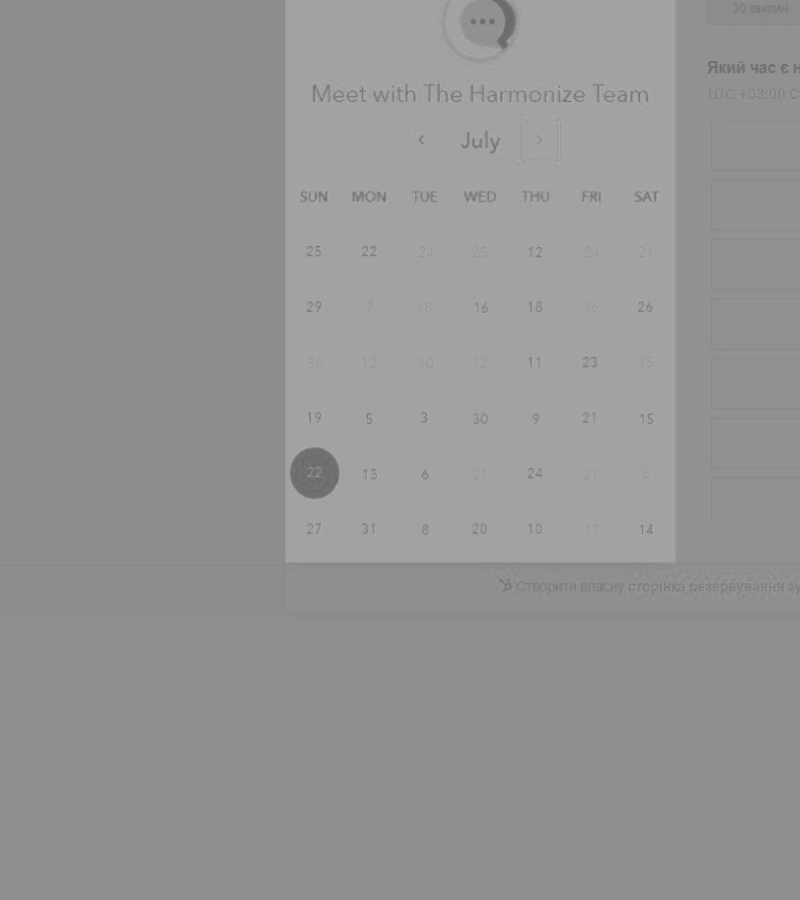 30 хвилин
Meet with The Harmonize Team
July
SUN MON TUE WED THU FRI SAT
25 22 24 25 12 24 21
29 7 18 16 18 16 26
30 12 10 12 11 23 15
19 5 3 30 9 21 15
22 13 6 21 24 21 8
27 31 8 20 10 17 14
Який час є
UTC +03:00
Створити власну сторінка резервування